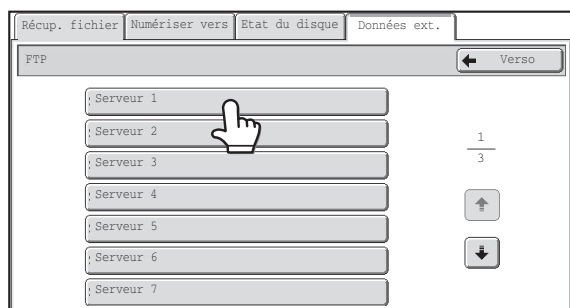 Récup. fichier Numériser vers Etat du disque Données ext.
FTP Verso
Serveur 1
Serveur 2
1
Serveur 3
3
Serveur 4
Serveur 5
Serveur 6
Serveur 7